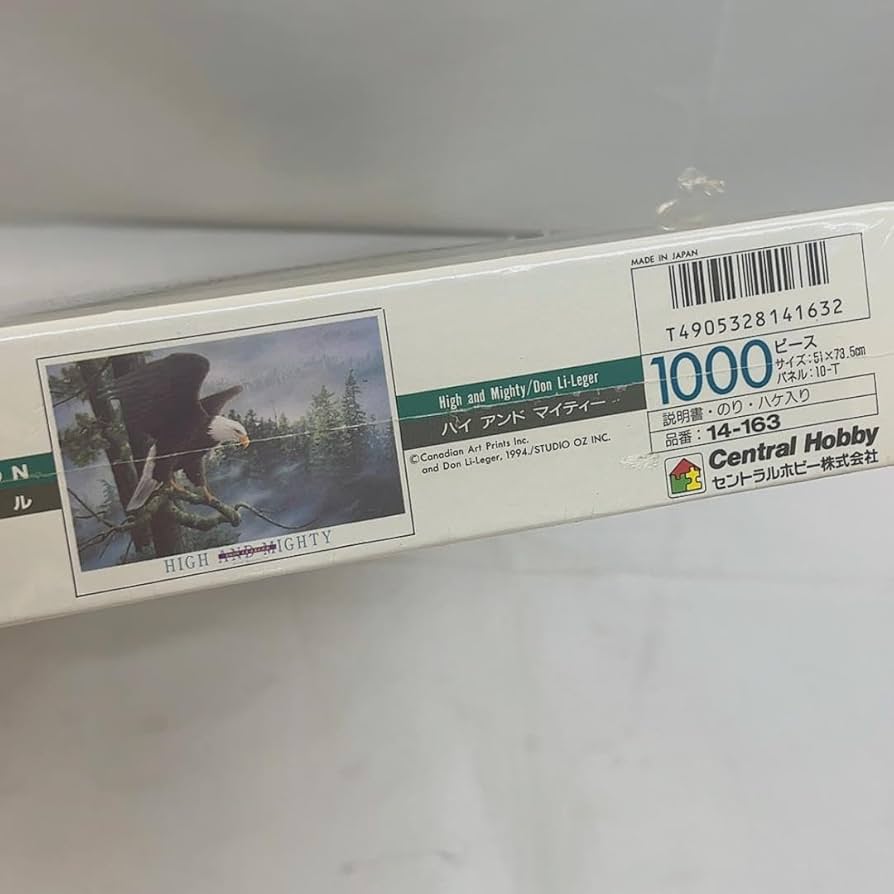 ON
ル
HIGH AND MIGHTY
High and Mighty/Don Li-Leger
ハイ アンド マイティー
©Canadian Art Prints Inc.
and Don Li-Leger, 1994./STUDIO OZ INC.
MADE IN JAPAN
T4905328141632
1000ピース
サイズ:51×73.5cm
パネル:10-T
説明書・のり・ハケ入り
品番:14-163
Central Hobby
セントラルホビー株式会社